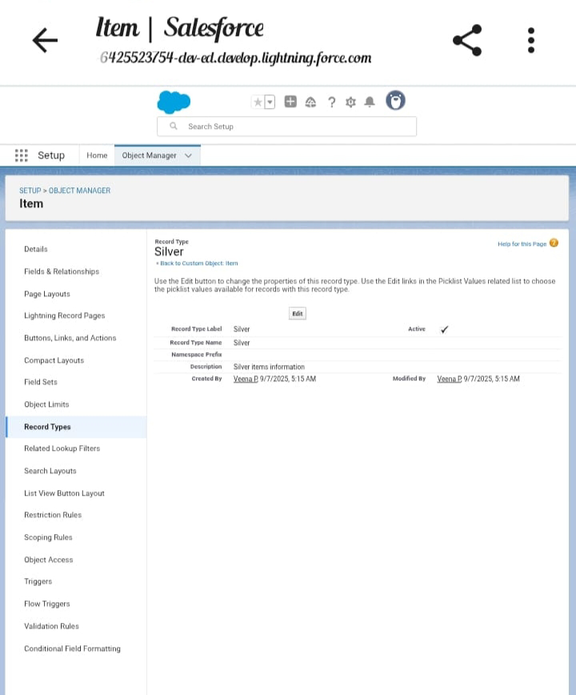 Item | Salesforce
6425523754-dev-ed.develop.lightning.force.com
Search Setup
Setup
Home
Object Manager
SETUP > OBJECT MANAGER
Item
Details
Fields & Relationships
Page Layouts
Lightning Record Pages
Buttons, Links, and Actions
Compact Layouts
Field Sets
Object Limits
Record Types
Related Lookup Filters
Search Layouts
List View Button Layout
Restriction Rules
Scoping Rules
Object Access
Triggers
Flow Triggers
Validation Rules
Conditional Field Formatting
Record Type
Silver
« Back to Custom Object: Item
Help for this Page ?
Use the Edit button to change the properties of this record type. Use the Edit links in the Picklist Values related list to choose
the picklist values available for records with this record type.
Edit
Record Type Label Silver Active ✓
Record Type Name Silver
Namespace Prefix
Description Silver items information
Created By Veena P, 9/7/2025, 5:15 AM Modified By Veena P, 9/7/2025, 5:15 AM